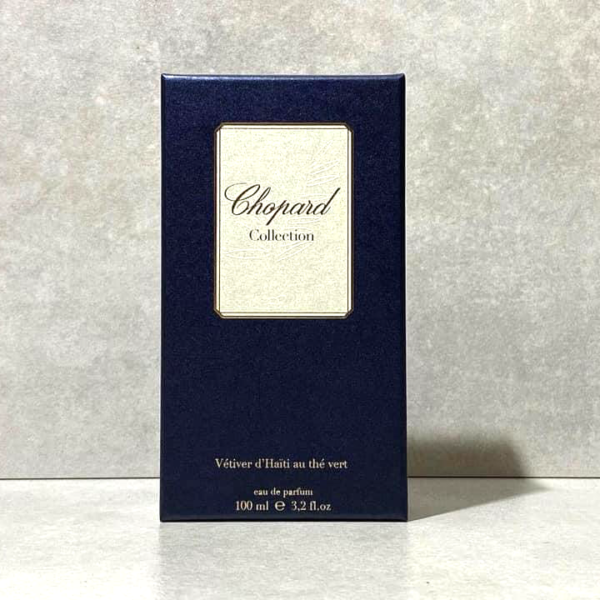 Chopard
Collection
Vétiver d'Haïti au thé vert
eau de parfum
100 ml ℮ 3,2 fl.oz